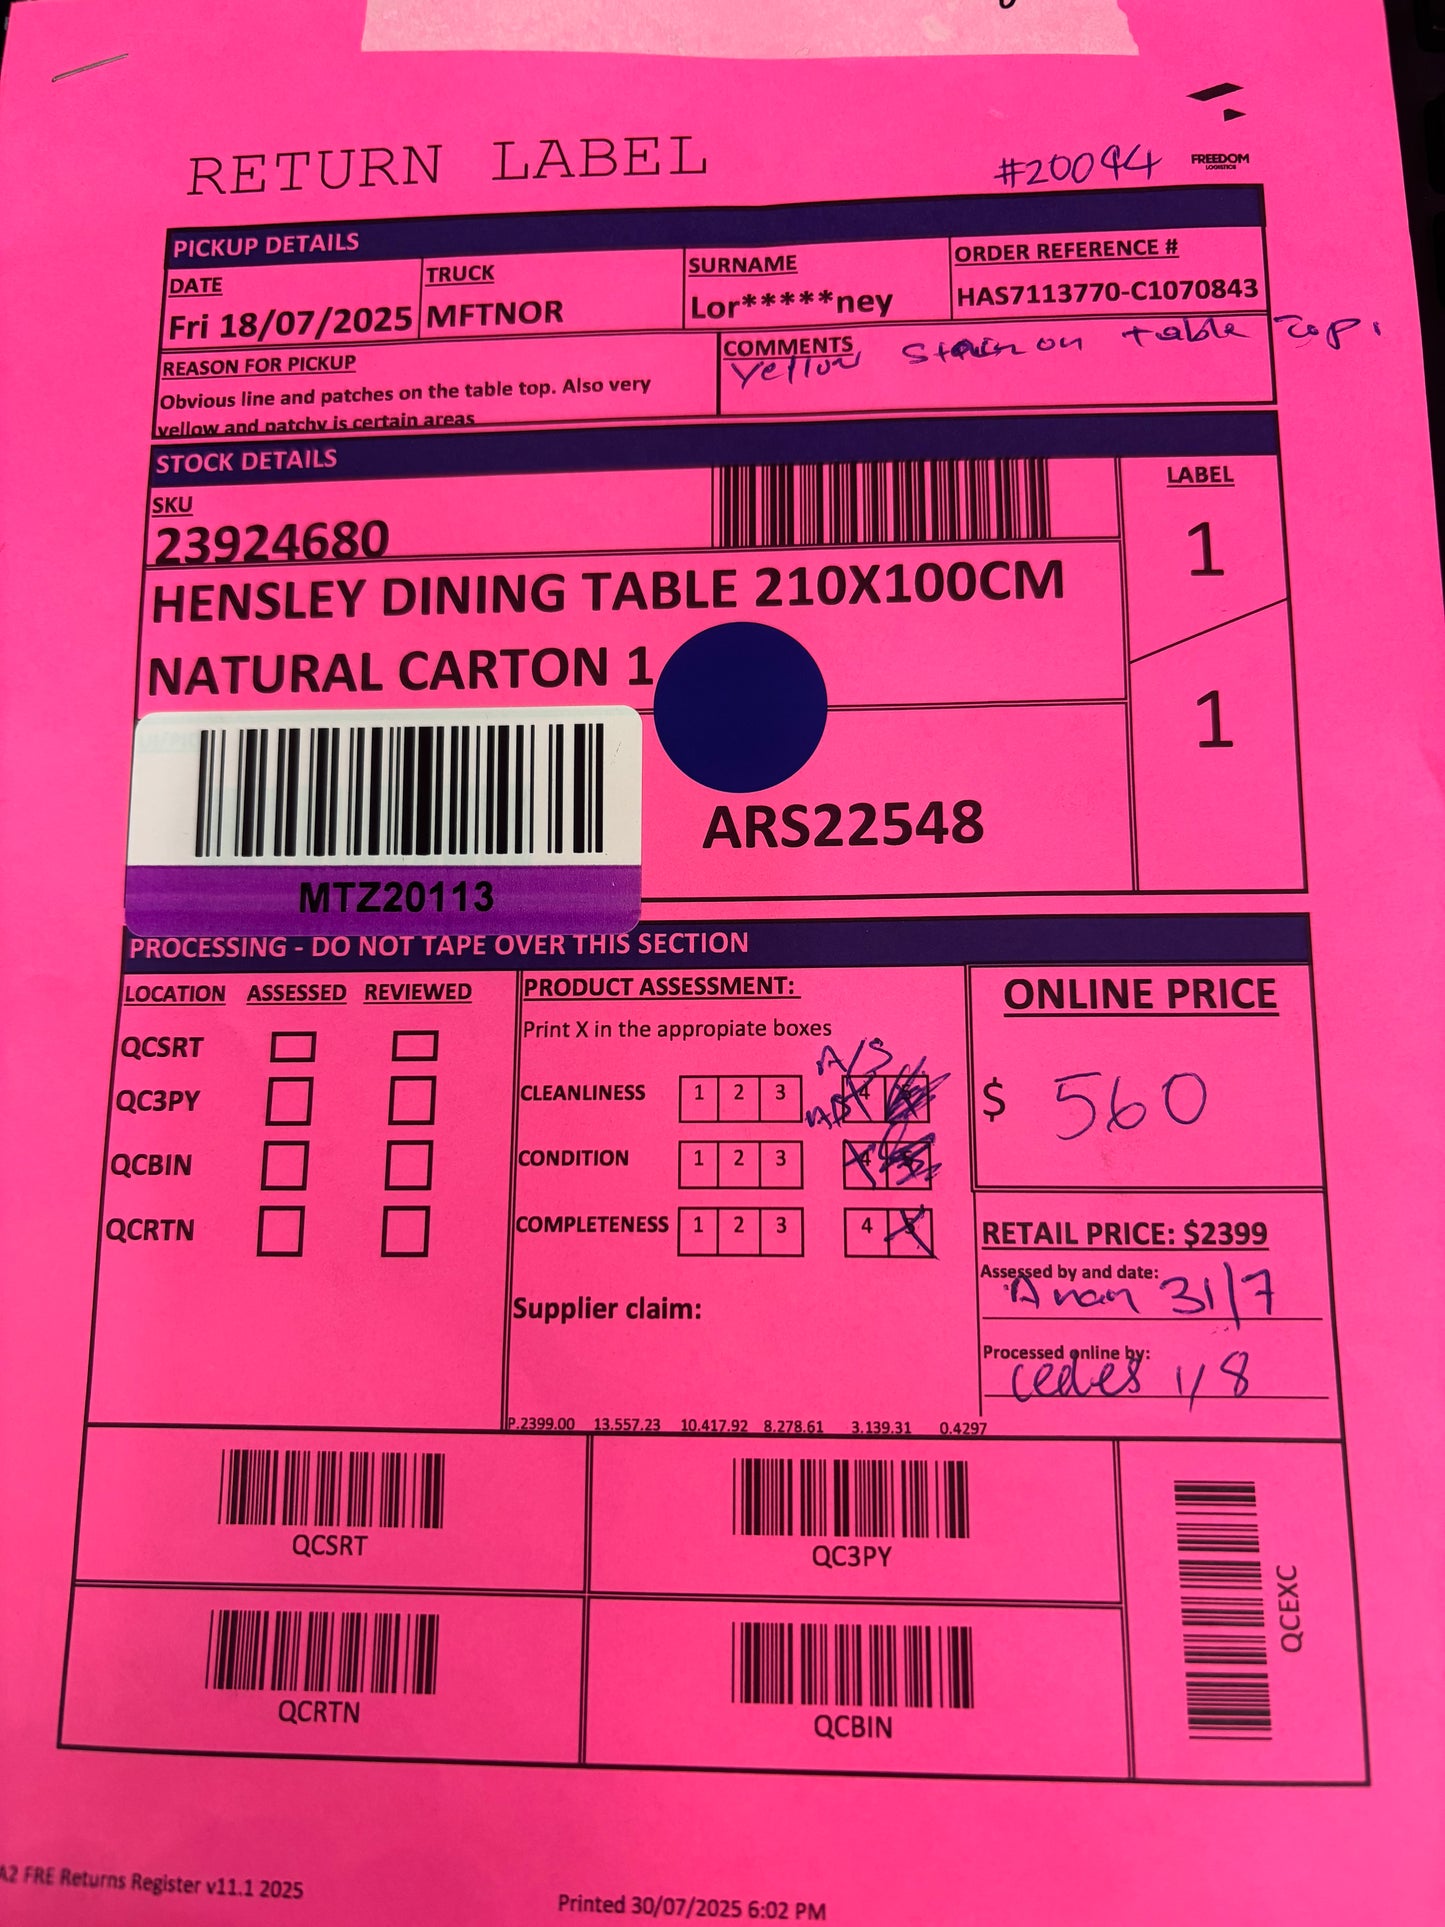 RETURN LABEL
#20094
FREEDOM
LOGISTICS
PICKUP DETAILS
DATE
Fri 18/07/2025
TRUCK
MFTNOR
SURNAME
Lor*****ney
ORDER REFERENCE #
HAS7113770-C1070843
REASON FOR PICKUP
Obvious line and patches on the table top. Also very
yellow and patchy is certain areas
COMMENTS
Yellow Stain on table top.
STOCK DETAILS
SKU
23924680
LABEL
1
1
HENSLEY DINING TABLE 210X100CM
NATURAL CARTON 1
ARS22548
MTZ20113
PROCESSING - DO NOT TAPE OVER THIS SECTION
LOCATION ASSESSED REVIEWED
QCSRT
QC3PY
QCBIN
QCRTN
PRODUCT ASSESSMENT:
Print X in the appropiate boxes
A/S
CLEANLINESS 1 2 3 4
CONDITION 1 2 3 4
COMPLETENESS 1 2 3 4 5
Supplier claim:
P.2399.00 13.557.23 10.417.92 8.278.61 3.139.31 0.4297
ONLINE PRICE
$ 560
RETAIL PRICE: $2399
Assessed by and date:
31/7
Processed online by:
cedes 1/8
QCSRT
QC3PY
QCRTN
QCBIN
QCEXC
A2 FRE Returns Register v11.1 2025
Printed 30/07/2025 6:02 PM